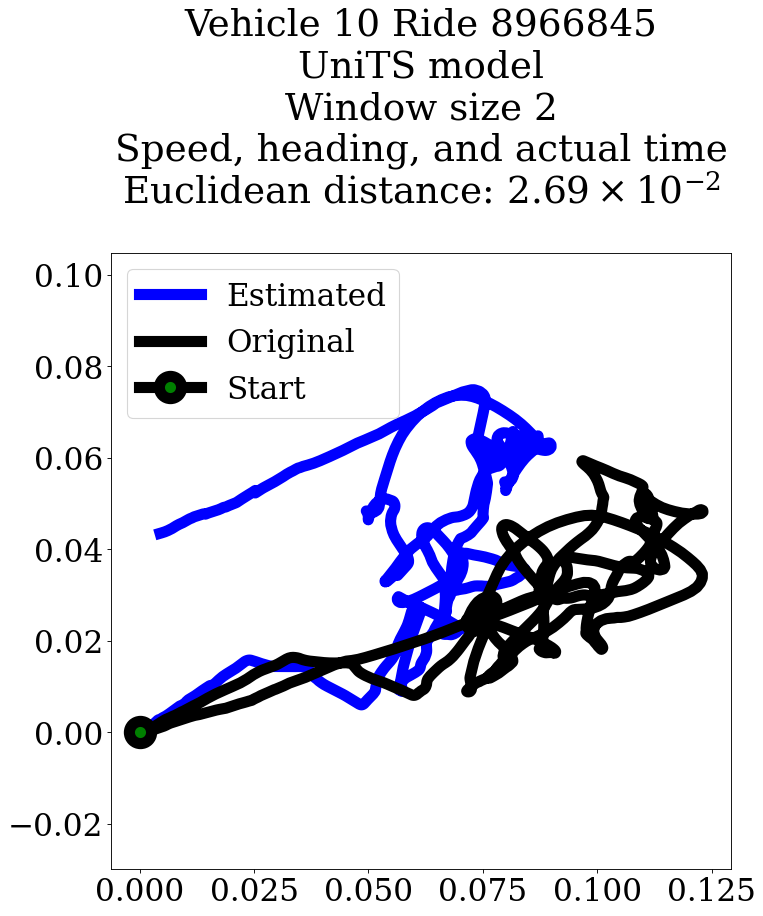 Vehicle 10 Ride 8966845
UniTS model
Window size 2
Speed, heading, and actual time
Euclidean distance: 2.69 × 10⁻²
0.10
0.08
0.06
0.04
0.02
0.00
−0.02
Estimated
Original
Start
0.000 0.025 0.050 0.075 0.100 0.125